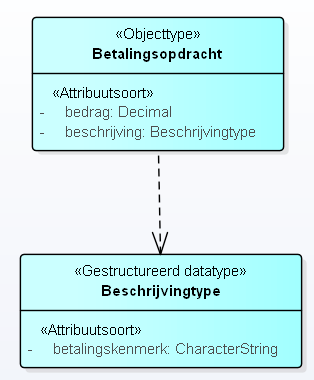 «Objecttype»
Betalingsopdracht
«Attribuutsoort»
- bedrag: Decimal
- beschrijving: Beschrijvingtype
«Gestructureerd datatype»
Beschrijvingtype
«Attribuutsoort»
- betalingskenmerk: CharacterString